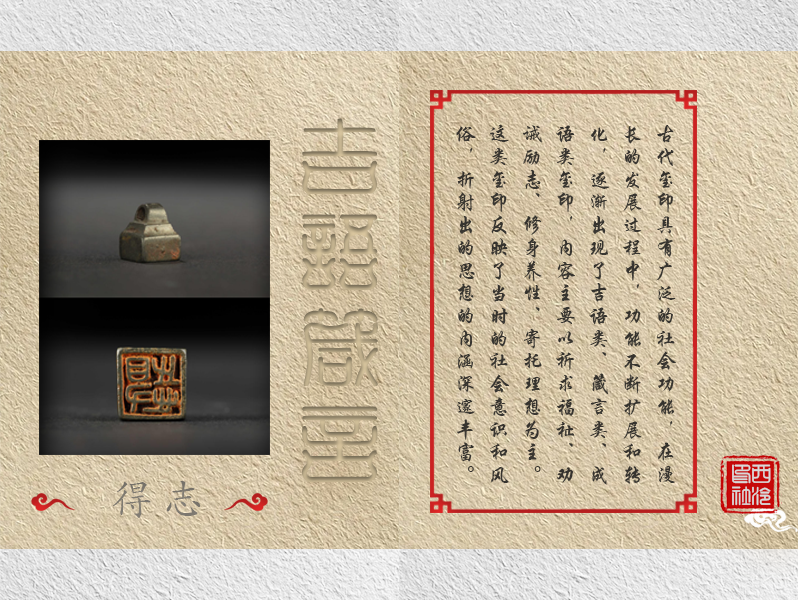 吉語箴言
得志
古代玺印具有广泛的社会功能，在漫
长的发展过程中，功能不断扩展和转
化，逐渐出现了吉语类、箴言类、成
语类玺印，内容主要以祈求福祉、劝
诫励志、修身养性、寄托理想为主。
这类玺印反映了当时的社会意识和风
俗，折射出的思想的内涵深邃丰富。
西泠印社